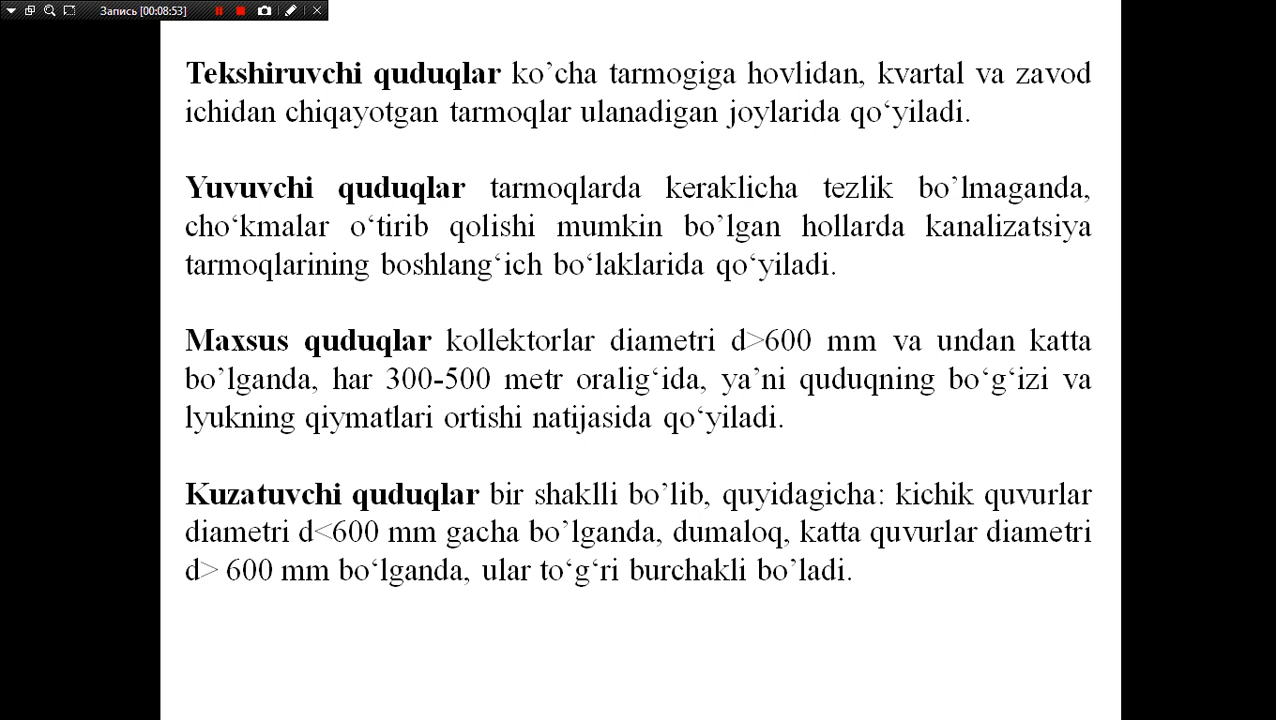 Запись [00:08:53]
Tekshiruvchi quduqlar ko’cha tarmogiga hovlidan, kvartal va zavod
ichidan chiqayotgan tarmoqlar ulanadigan joylarida qo‘yiladi.
Yuvuvchi quduqlar tarmoqlarda keraklicha tezlik bo’lmaganda,
cho‘kmalar o‘tirib qolishi mumkin bo’lgan hollarda kanalizatsiya
tarmoqlarining boshlang‘ich bo‘laklarida qo‘yiladi.
Maxsus quduqlar kollektorlar diametri d>600 mm va undan katta
bo’lganda, har 300-500 metr oralig‘ida, ya’ni quduqning bo‘g‘izi va
lyukning qiymatlari ortishi natijasida qo‘yiladi.
Kuzatuvchi quduqlar bir shaklli bo’lib, quyidagicha: kichik quvurlar
diametri d<600 mm gacha bo’lganda, dumaloq, katta quvurlar diametri
d> 600 mm bo‘lganda, ular to‘g‘ri burchakli bo’ladi.